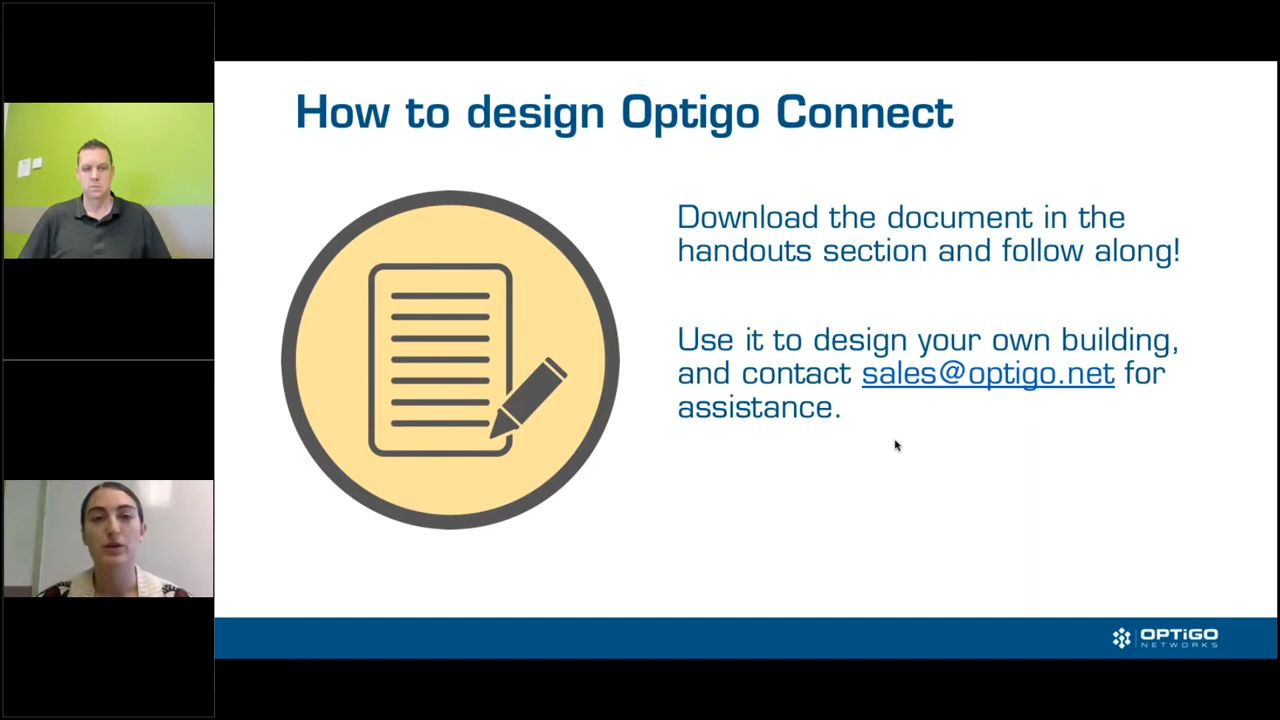 How to design Optigo Connect
Download the document in the
handouts section and follow along!
Use it to design your own building,
and contact sales@optigo.net for
assistance.
OPTiGO
NETWORKS